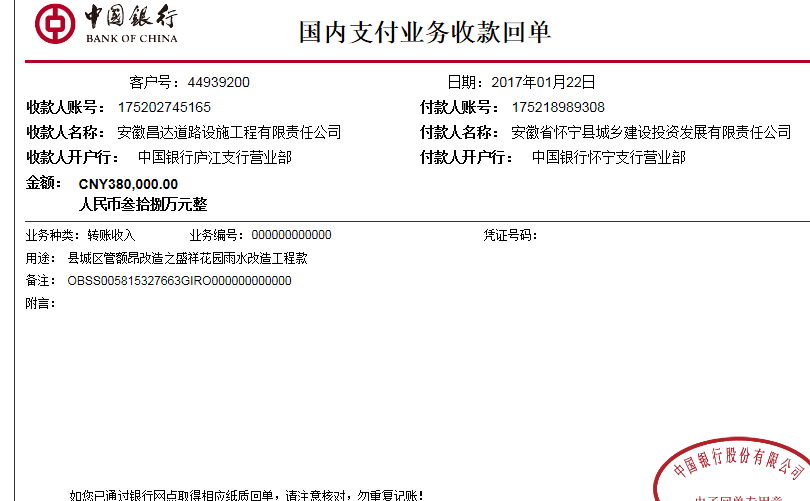 中国银行
BANK OF CHINA
国内支付业务收款回单
客户号：44939200 日期：2017年01月22日
收款人账号： 175202745165 付款人账号： 175218989308
收款人名称： 安徽昌达道路设施工程有限责任公司 付款人名称： 安徽省怀宁县城乡建设投资发展有限责任公司
收款人开户行： 中国银行庐江支行营业部 付款人开户行： 中国银行怀宁支行营业部
金额： CNY380,000.00
人民币叁拾捌万元整
业务种类：转账收入 业务编号：000000000000 凭证号码：
用途： 县城区管额昂改造之盛祥花园雨水改造工程款
备注： OBSS005815327663GIRO000000000000
附言：
中国银行股份有限公司
电子回单专用章
如您已通过银行网点取得相应纸质回单，请注意核对，勿重复记账！